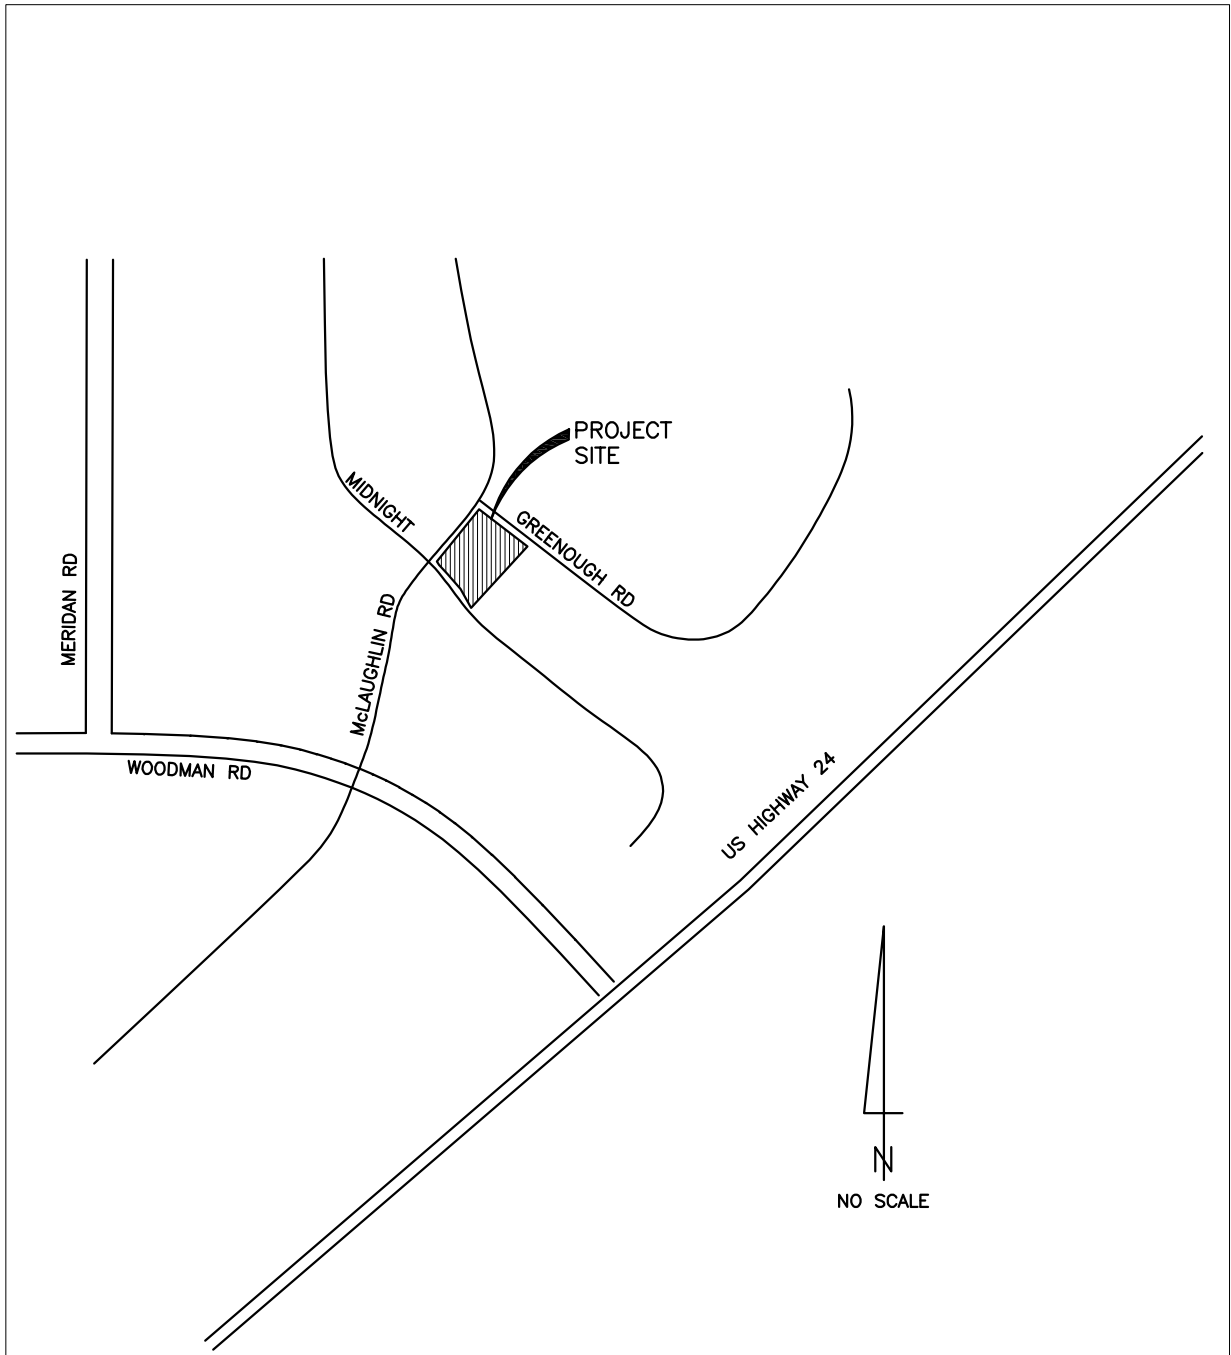 PROJECT
SITE
MIDNIGHT
GREENOUGH RD
MERIDAN RD
McLAUGHLIN RD
WOODMAN RD
US HIGHWAY 24
N
NO SCALE